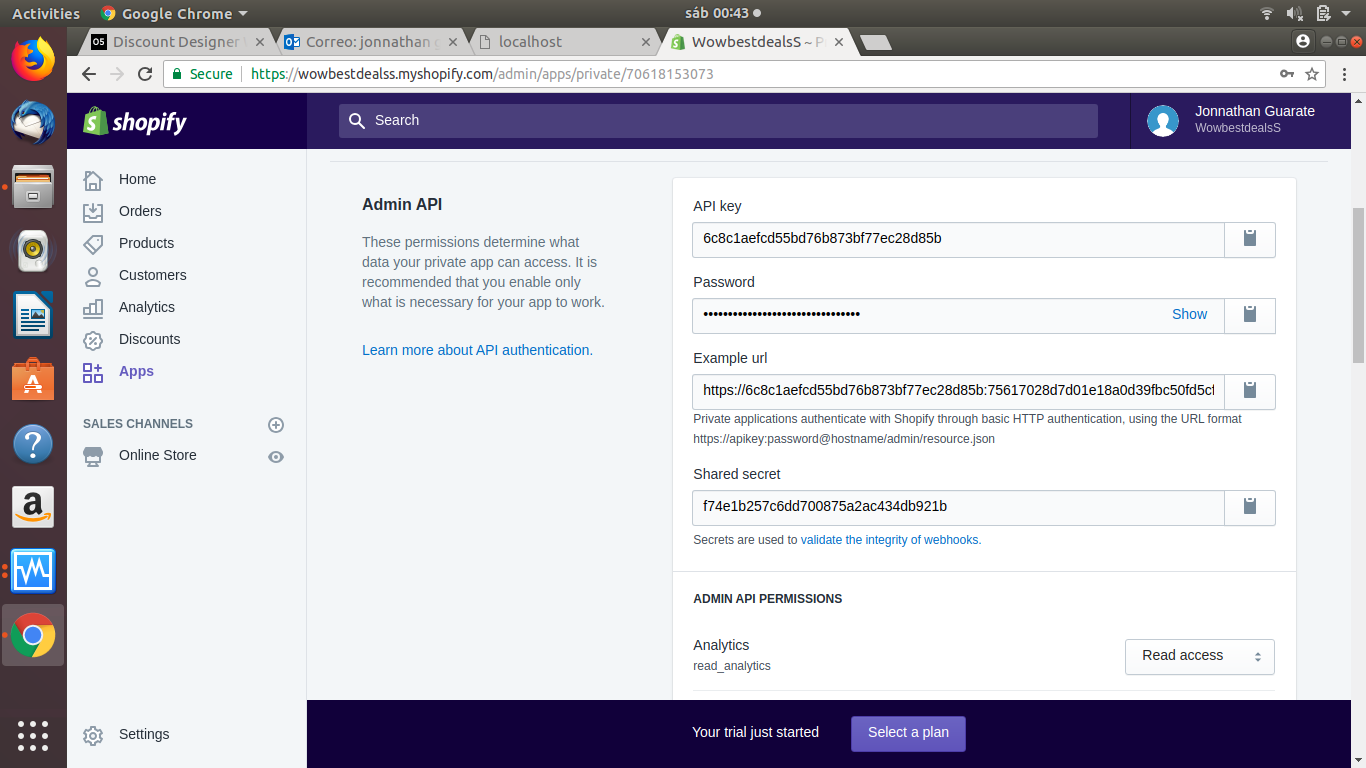 Activities
Google Chrome
sáb 00:43
Discount Designer
Correo: jonnathan
localhost
WowbestdealsS ~ P
Secure
https://wowbestdealss.myshopify.com/admin/apps/private/70618153073
shopify
Search
Jonnathan Guarate
WowbestdealsS
Home
Orders
Products
Customers
Analytics
Discounts
Apps
SALES CHANNELS
Online Store
Settings
Admin API
These permissions determine what
data your private app can access. It is
recommended that you enable only
what is necessary for your app to work.
Learn more about API authentication.
API key
6c8c1aefcd55bd76b873bf77ec28d85b
Password
••••••••••••••••••••••••••••••••
Show
Example url
https://6c8c1aefcd55bd76b873bf77ec28d85b:75617028d7d01e18a0d39fbc50fd5cf
Private applications authenticate with Shopify through basic HTTP authentication, using the URL format
https://apikey:password@hostname/admin/resource.json
Shared secret
f74e1b257c6dd700875a2ac434db921b
Secrets are used to validate the integrity of webhooks.
ADMIN API PERMISSIONS
Analytics
read_analytics
Read access
Your trial just started
Select a plan